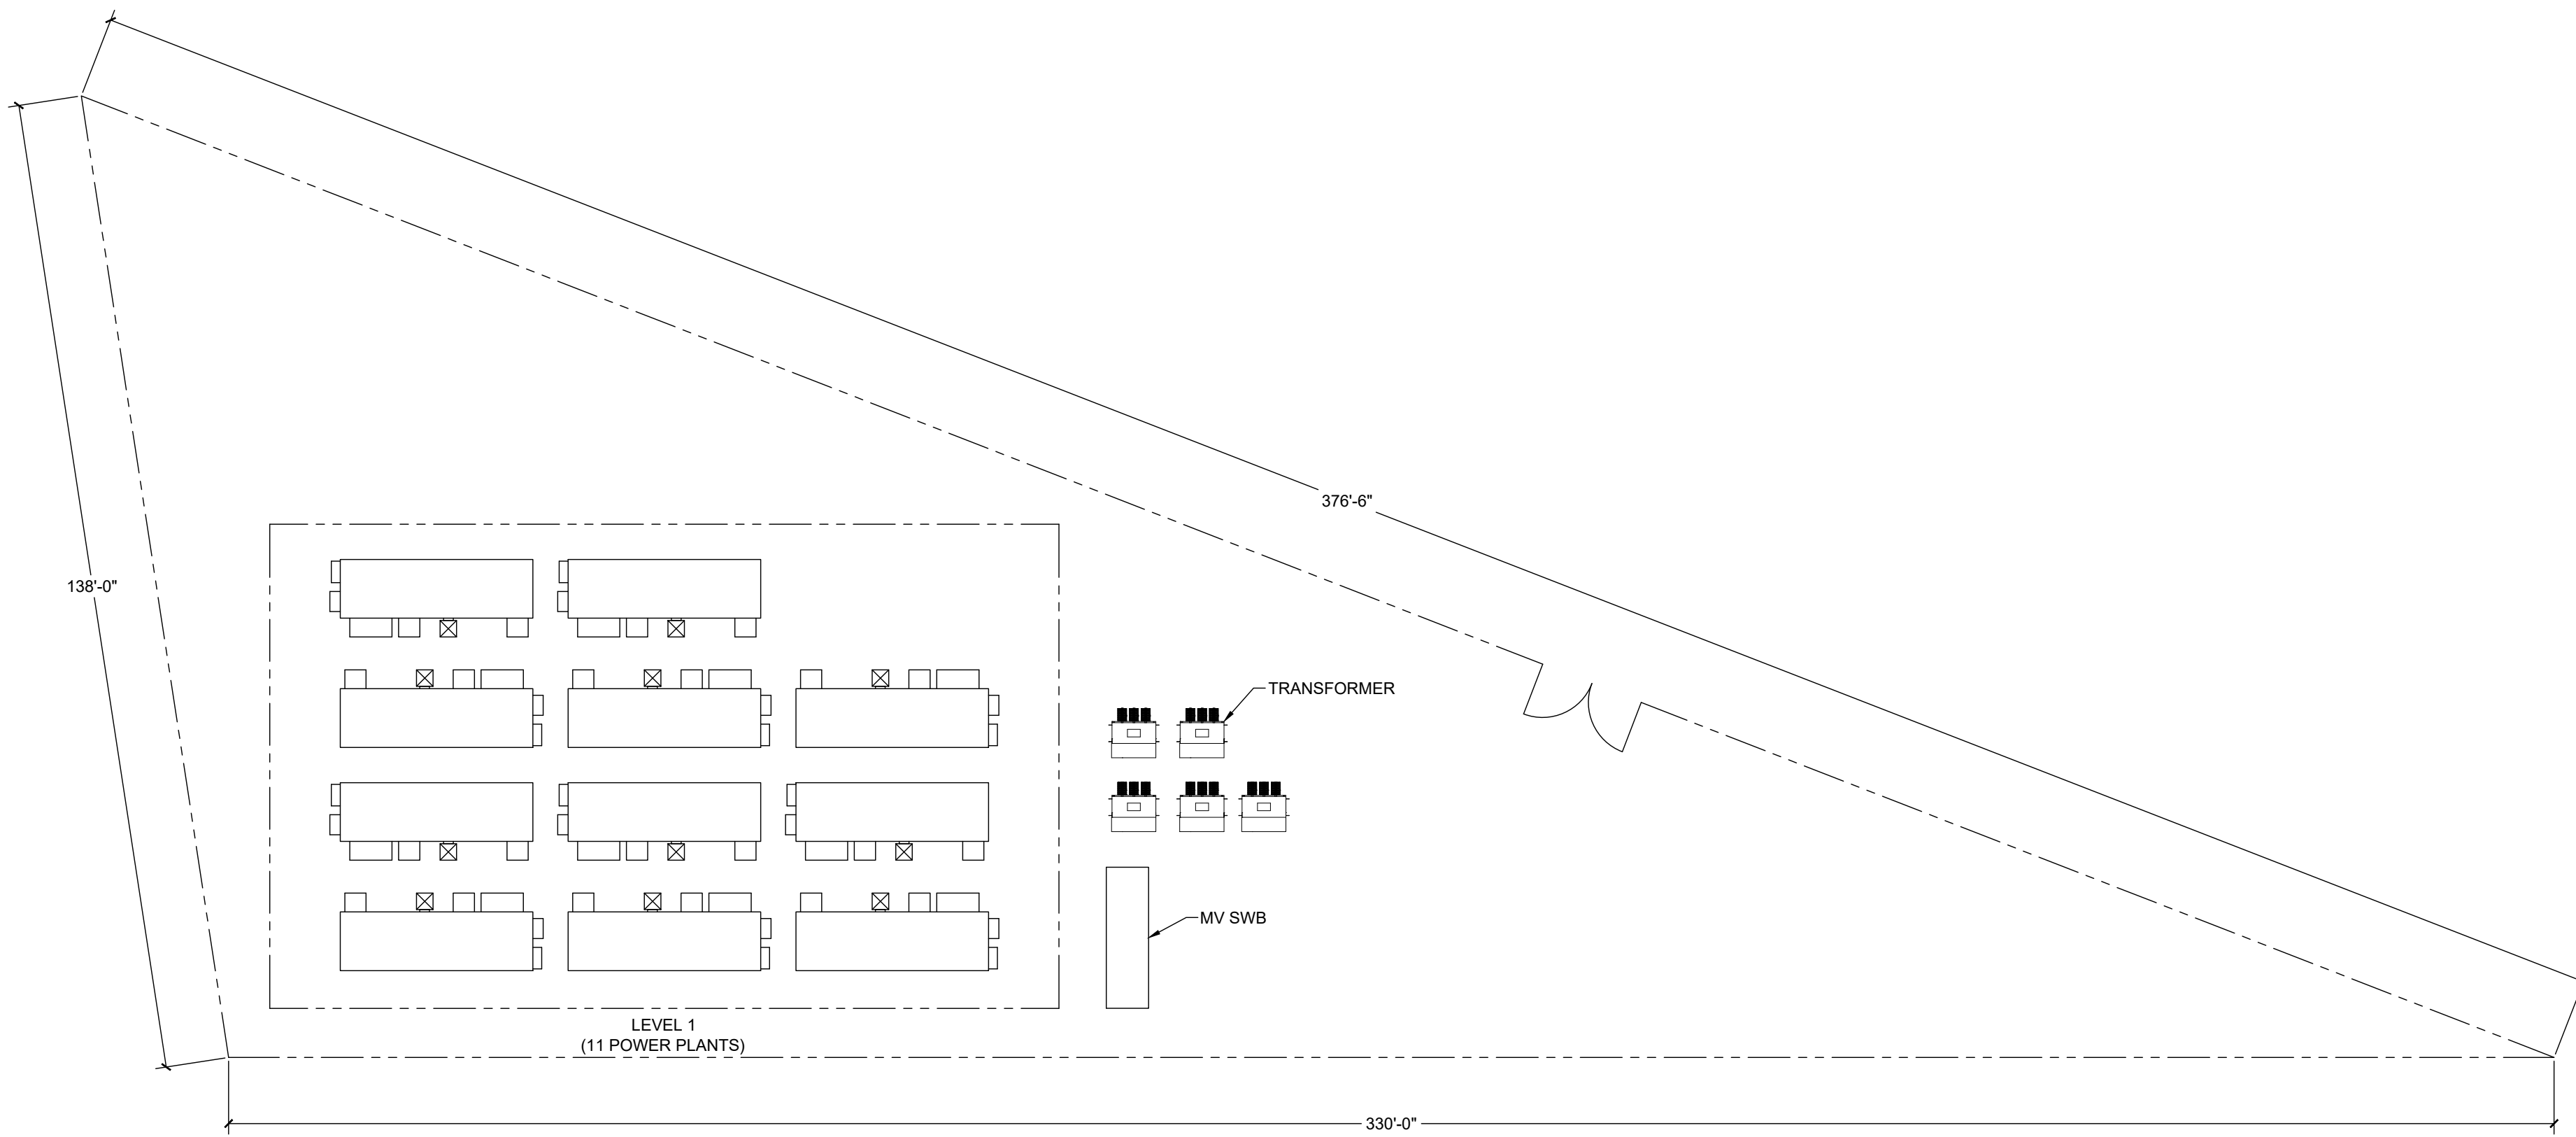 376'-6"
138'-0"
TRANSFORMER
MV SWB
LEVEL 1
(11 POWER PLANTS)
330'-0"